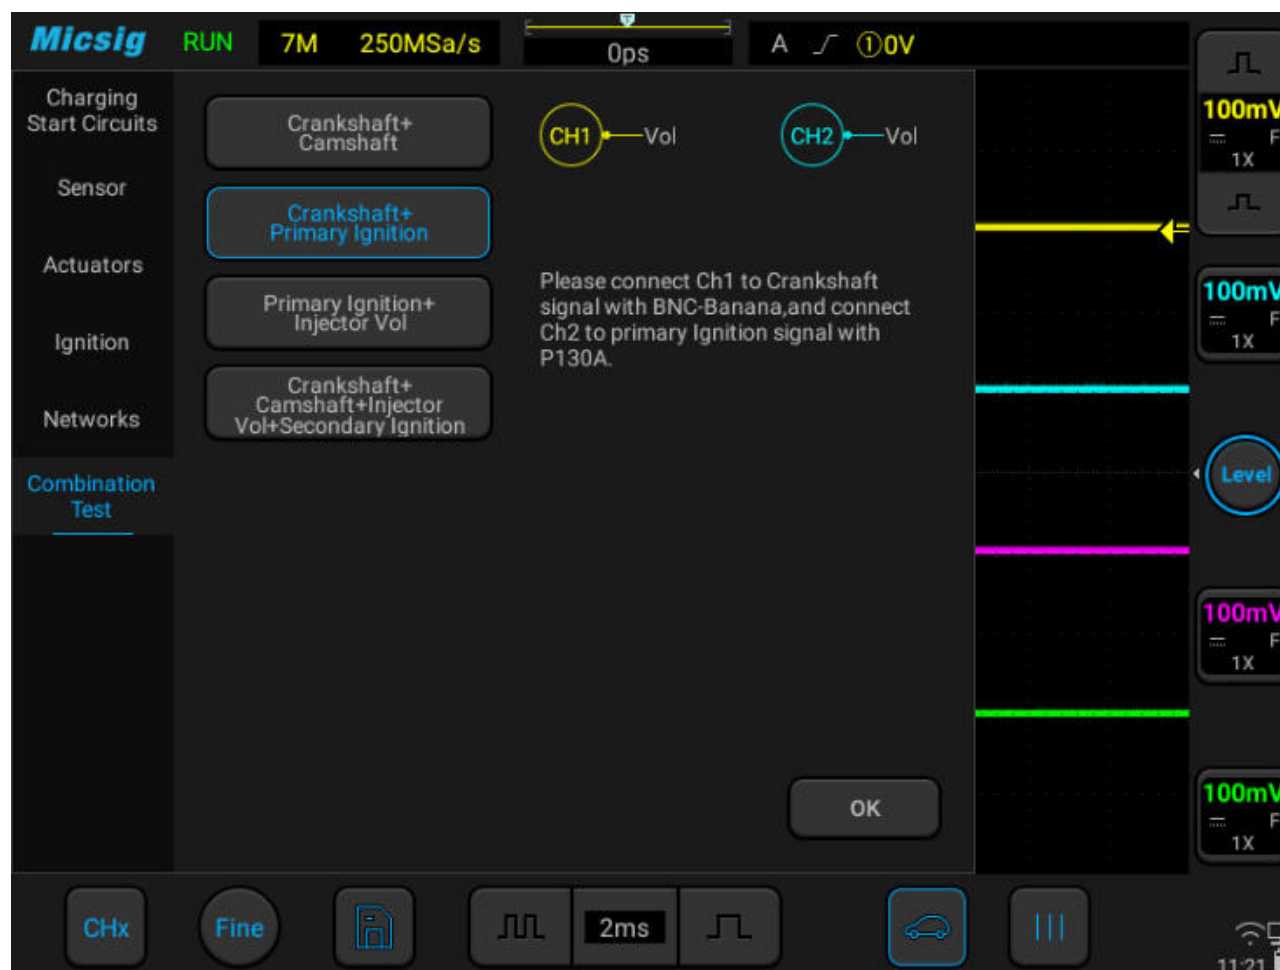 Micsig RUN 7M 250MSa/s 0ps A ①0V
Charging
Start Circuits
Sensor
Actuators
Ignition
Networks
Combination
Test
Crankshaft+
Camshaft
Crankshaft+
Primary Ignition
Primary Ignition+
Injector Vol
Crankshaft+
Camshaft+Injector
Vol+Secondary Ignition
CH1 Vol CH2 Vol
Please connect Ch1 to Crankshaft
signal with BNC-Banana,and connect
Ch2 to primary Ignition signal with
P130A.
OK
100mV
F
1X
100mV
F
1X
Level
100mV
F
1X
100mV
F
1X
CHx Fine 2ms
11:21